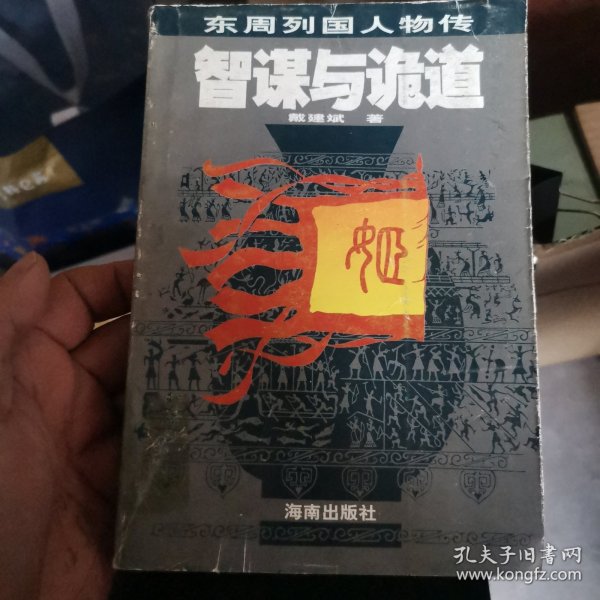 东周列国人物传
智谋与诡道
戴建斌 著
姬
海南出版社
孔夫子旧书网
www.kongfz.com